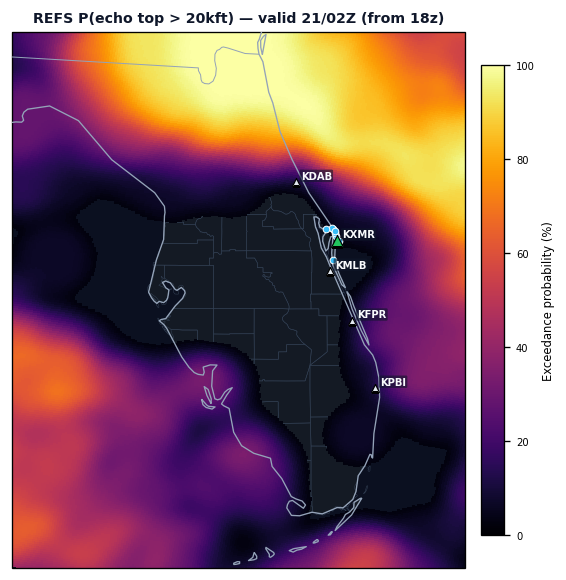 REFS P(echo top > 20kft) — valid 21/02Z (from 18z)
KDAB
KXMR
KMLB
KFPR
KPBI
100
80
60
40
20
0
Exceedance probability (%)